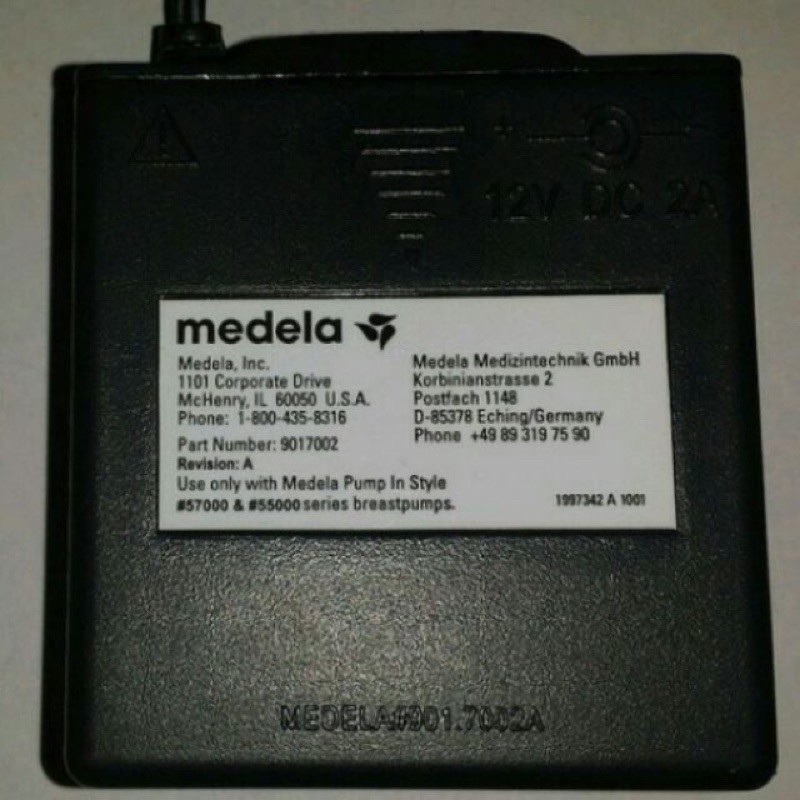 + -
12V DC 2A
medela
Medela, Inc.
1101 Corporate Drive
McHenry, IL 60050 U.S.A.
Phone: 1-800-435-8316
Part Number: 9017002
Revision: A
Use only with Medela Pump In Style
#57000 & #55000 series breastpumps.
Medela Medizintechnik GmbH
Korbinianstrasse 2
Postfach 1148
D-85378 Eching/Germany
Phone +49 89 319 75 90
1997342 A 1001
MEDELA#901.7002A